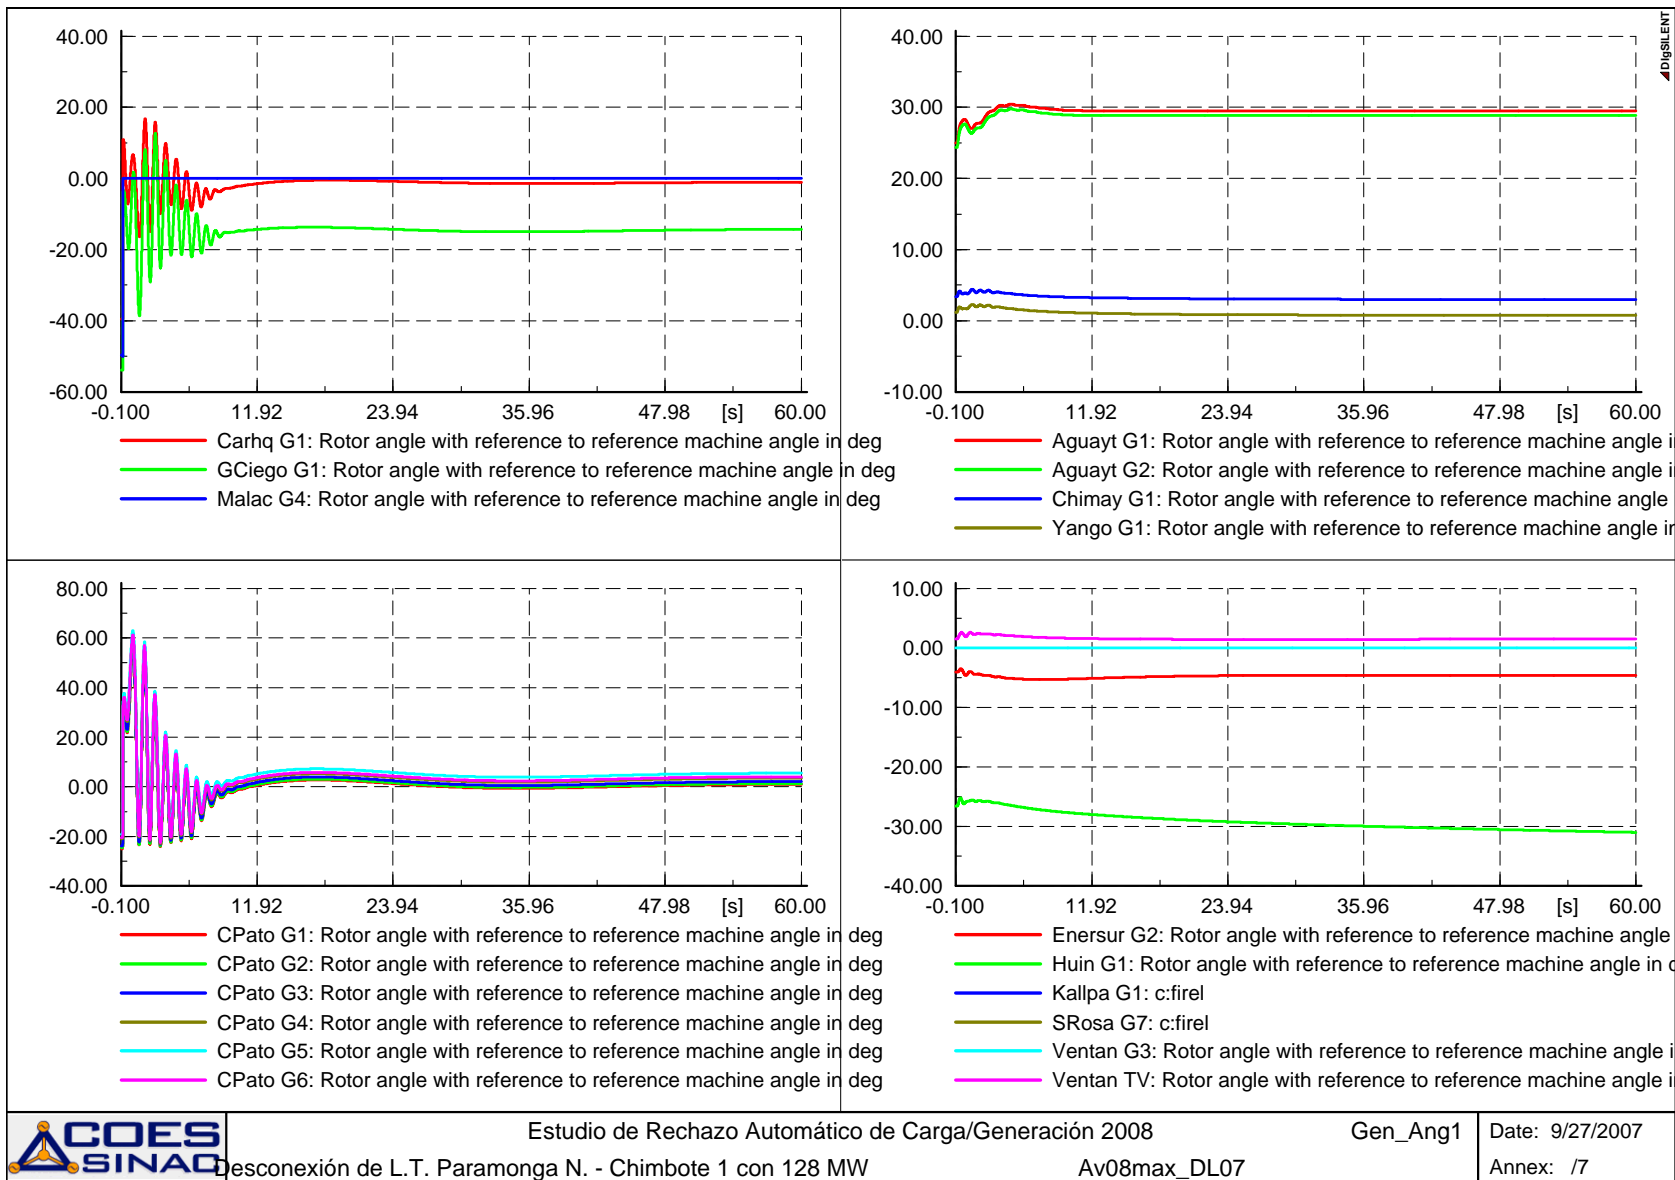 40.00
20.00
0.00
-20.00
-40.00
-60.00
-0.100 11.92 23.94 35.96 47.98 [s] 60.00
Carhq G1: Rotor angle with reference to reference machine angle in deg
GCiego G1: Rotor angle with reference to reference machine angle in deg
Malac G4: Rotor angle with reference to reference machine angle in deg
DIgSILENT
40.00
30.00
20.00
10.00
0.00
-10.00
-0.100 11.92 23.94 35.96 47.98 [s] 60.00
Aguayt G1: Rotor angle with reference to reference machine angle i
Aguayt G2: Rotor angle with reference to reference machine angle i
Chimay G1: Rotor angle with reference to reference machine angle
Yango G1: Rotor angle with reference to reference machine angle in
80.00
60.00
40.00
20.00
0.00
-20.00
-40.00
-0.100 11.92 23.94 35.96 47.98 [s] 60.00
CPato G1: Rotor angle with reference to reference machine angle in deg
CPato G2: Rotor angle with reference to reference machine angle in deg
CPato G3: Rotor angle with reference to reference machine angle in deg
CPato G4: Rotor angle with reference to reference machine angle in deg
CPato G5: Rotor angle with reference to reference machine angle in deg
CPato G6: Rotor angle with reference to reference machine angle in deg
10.00
0.00
-10.00
-20.00
-30.00
-40.00
-0.100 11.92 23.94 35.96 47.98 [s] 60.00
Enersur G2: Rotor angle with reference to reference machine angle
Huin G1: Rotor angle with reference to reference machine angle in d
Kallpa G1: c:firel
SRosa G7: c:firel
Ventan G3: Rotor angle with reference to reference machine angle i
Ventan TV: Rotor angle with reference to reference machine angle i
COES
SINAC
Estudio de Rechazo Automático de Carga/Generación 2008 Gen_Ang1
Desconexión de L.T. Paramonga N. - Chimbote 1 con 128 MW Av08max_DL07
Date: 9/27/2007
Annex: /7